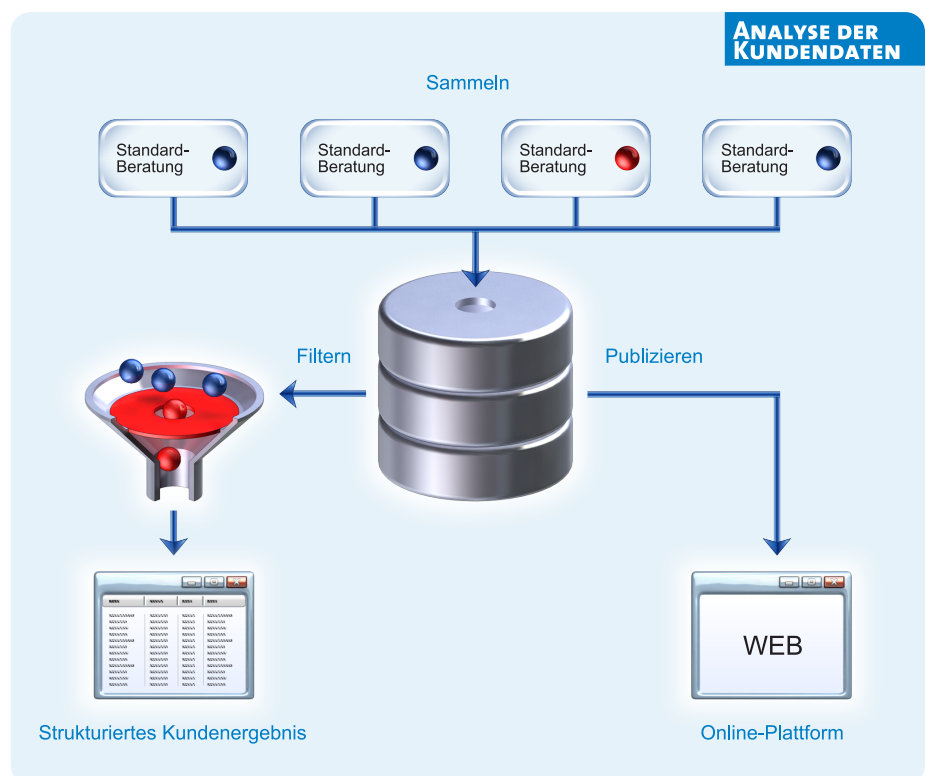 ANALYSE DER
KUNDENDATEN
Sammeln
Standard-
Beratung
Standard-
Beratung
Standard-
Beratung
Standard-
Beratung
Filtern
Publizieren
WEB
Strukturiertes Kundenergebnis
Online-Plattform